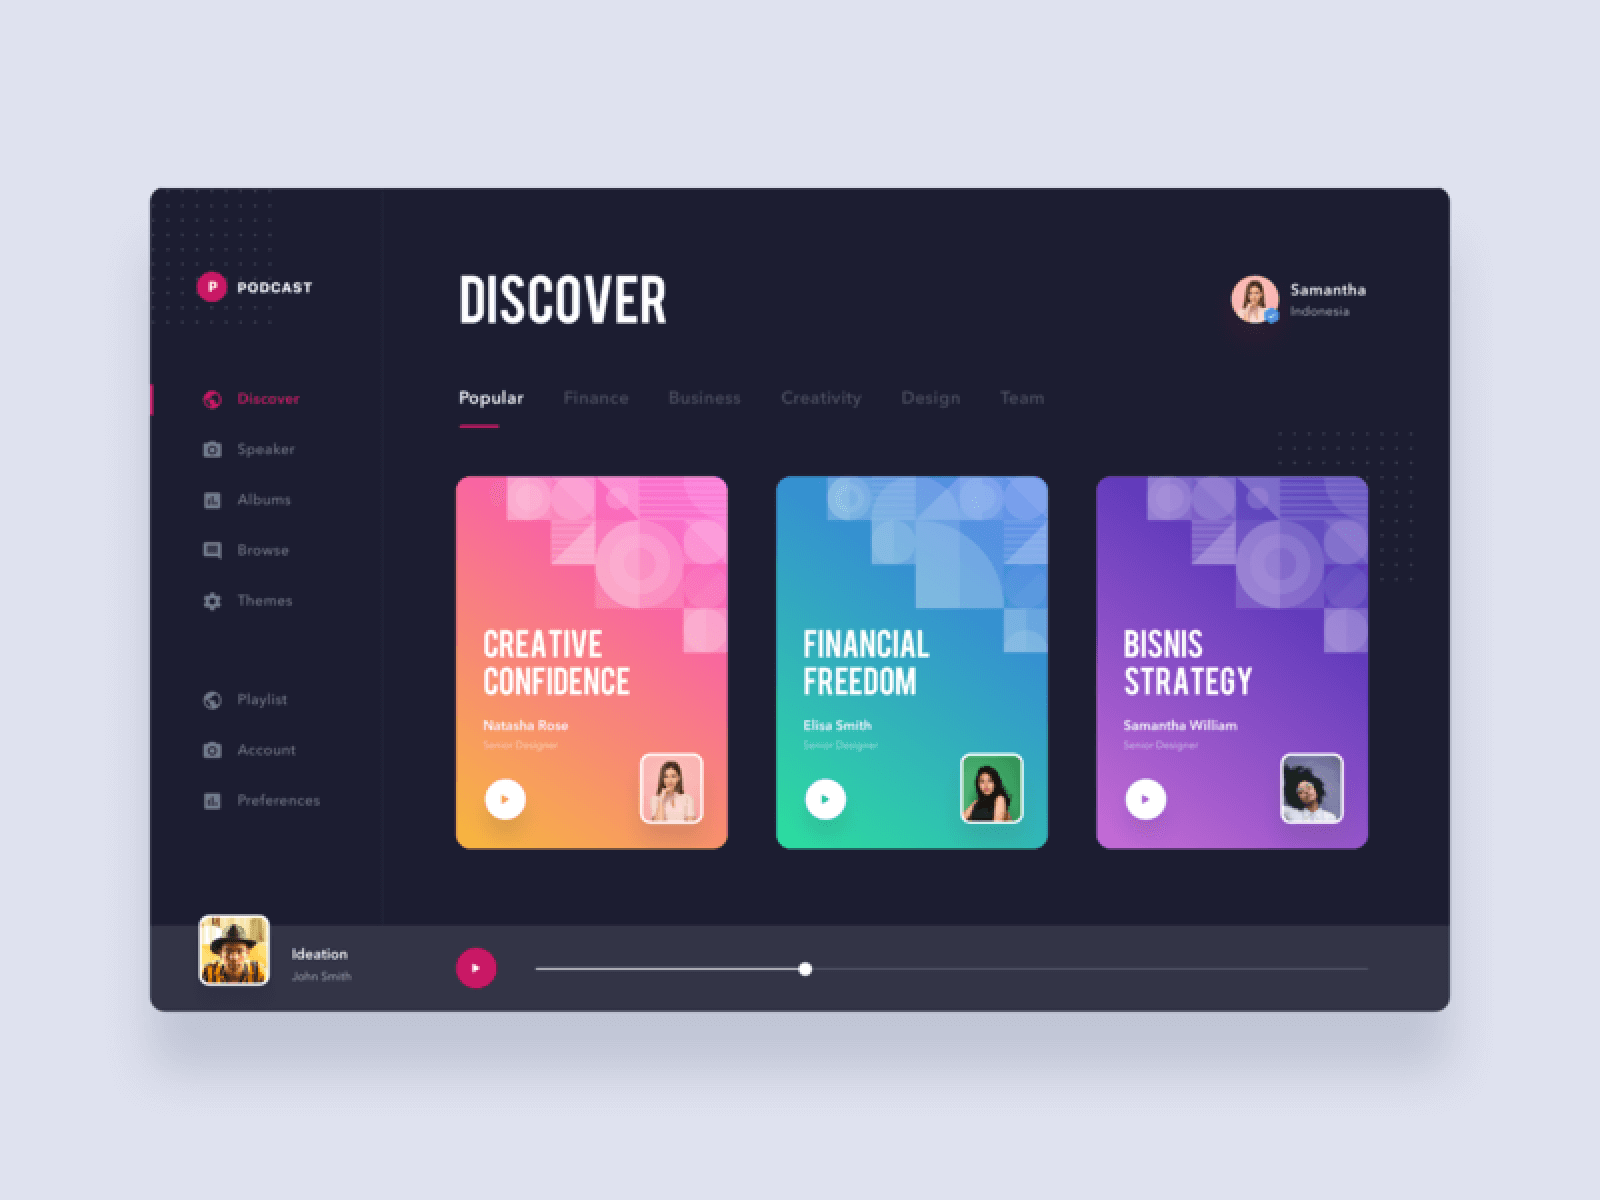 P PODCAST
DISCOVER
Samantha
Indonesia
Discover
Speaker
Albums
Browse
Themes
Playlist
Account
Preferences
Popular Finance Business Creativity Design Team
CREATIVE
CONFIDENCE
Natasha Rose
Senior Designer
FINANCIAL
FREEDOM
Elisa Smith
Senior Designer
BISNIS
STRATEGY
Samantha William
Senior Designer
Ideation
John Smith